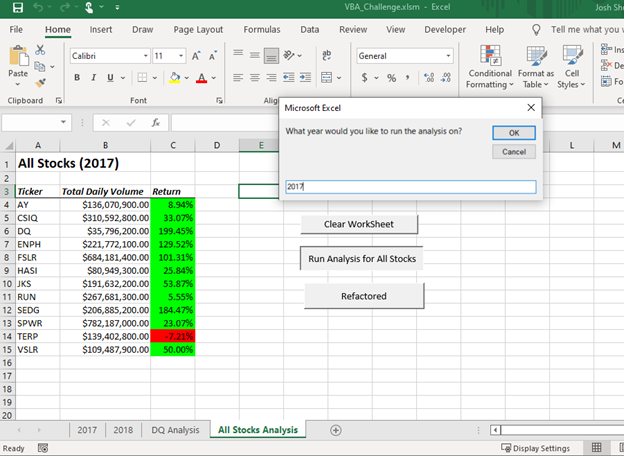 VBA_Challenge.xlsm - Excel
File Home Insert Draw Page Layout Formulas Data Review View Developer Help Tell me what you
Paste
Calibri 11
General
Conditional Formatting
Format as Table
Cell Styles
Clipboard Font Styles
Microsoft Excel
What year would you like to run the analysis on?
OK
Cancel
2017
A B C D E L M
1 All Stocks (2017)
2
3 Ticker Total Daily Volume Return
4 AY $136,070,900.00 8.94%
5 CSIQ $310,592,800.00 33.07%
6 DQ $35,796,200.00 199.45%
7 ENPH $221,772,100.00 129.52%
8 FSLR $684,181,400.00 101.31%
9 HASI $80,949,300.00 25.84%
10 JKS $191,632,200.00 53.87%
11 RUN $267,681,300.00 5.55%
12 SEDG $206,885,200.00 184.47%
13 SPWR $782,187,000.00 23.07%
14 TERP $139,402,800.00 -7.21%
15 VSLR $109,487,900.00 50.00%
16
17
18
19
20
Clear WorkSheet
Run Analysis for All Stocks
Refactored
2017 2018 DQ Analysis All Stocks Analysis
Ready Display Settings